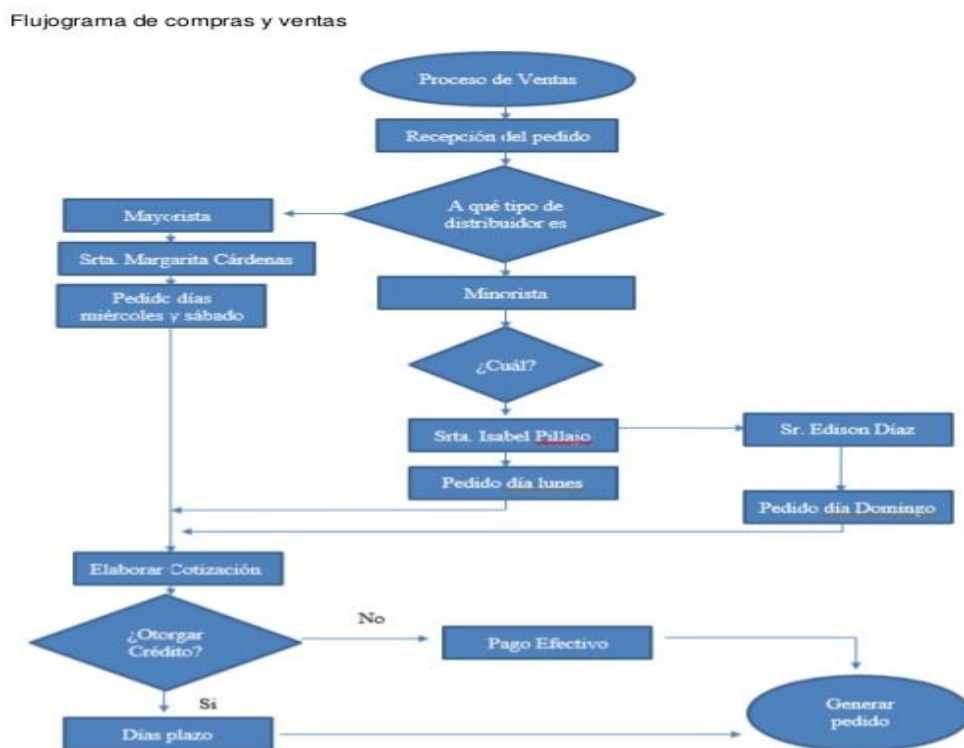 Flujograma de compras y ventas
Proceso de Ventas
Recepción del pedido
A qué tipo de
distribuidor es
Mayorista
Srta. Margarita Cárdenas
Pedido días
miércoles y sábado
Minorista
¿Cuál?
Srta. Isabel Pillajo
Sr. Edison Díaz
Pedido día lunes
Pedido día Domingo
Elaborar Cotización
¿Otorgar
Crédito?
No
Pago Efectivo
Si
Días plazo
Generar
pedido